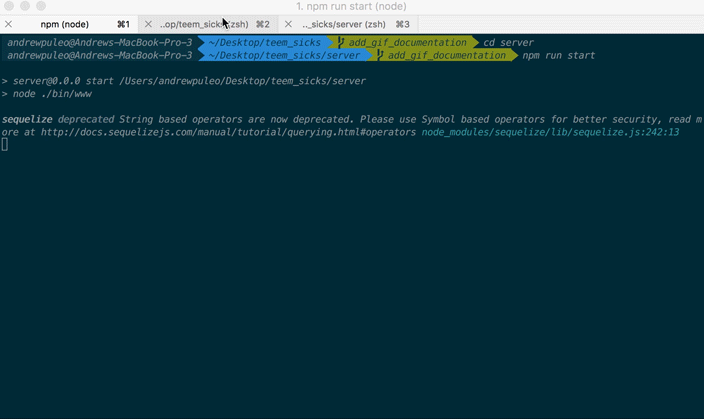 1. npm run start (node)
npm (node) ⌘1 ..op/teem_sicks (zsh) ⌘2 .._sicks/server (zsh) ⌘3
andrewpuleo@Andrews-MacBook-Pro-3 ~/Desktop/teem_sicks add_gif_documentation cd server
andrewpuleo@Andrews-MacBook-Pro-3 ~/Desktop/teem_sicks/server add_gif_documentation npm run start
> server@0.0.0 start /Users/andrewpuleo/Desktop/teem_sicks/server
> node ./bin/www
sequelize deprecated String based operators are now deprecated. Please use Symbol based operators for better security, read m
ore at http://docs.sequelizejs.com/manual/tutorial/querying.html#operators node_modules/sequelize/lib/sequelize.js:242:13